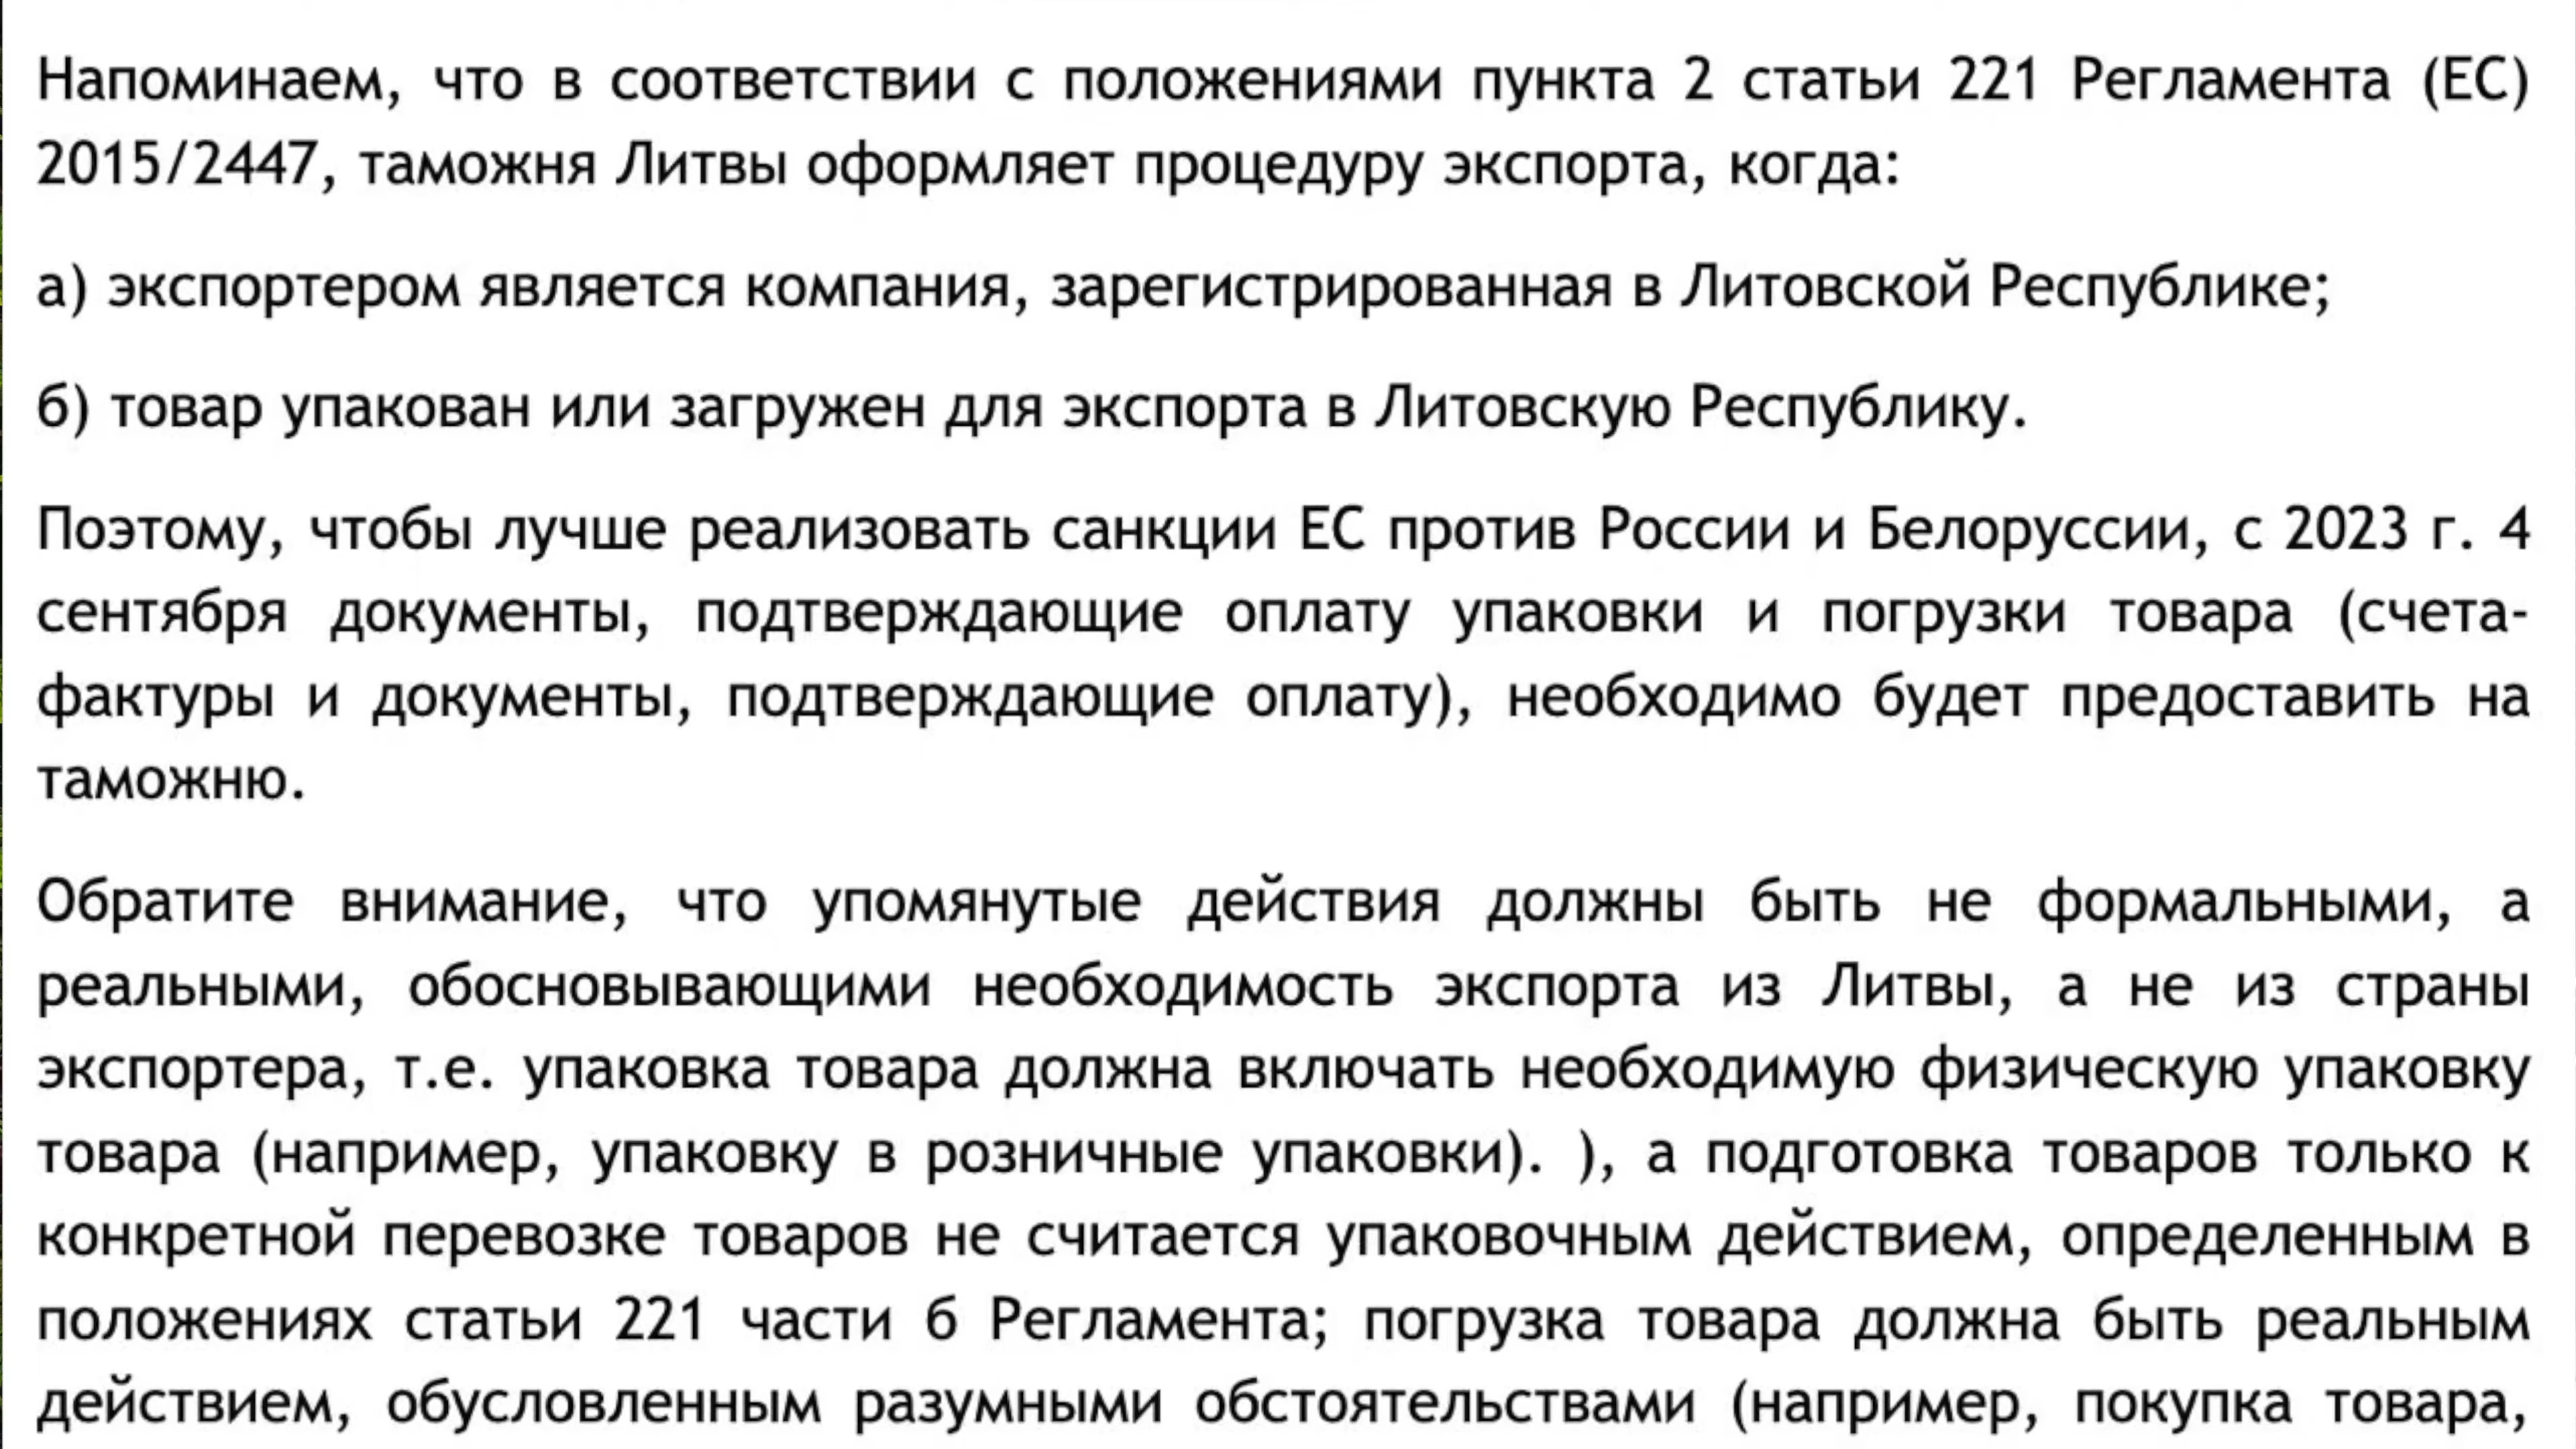 Напоминаем, что в соответствии с положениями пункта 2 статьи 221 Регламента (ЕС)
2015/2447, таможня Литвы оформляет процедуру экспорта, когда:
а) экспортером является компания, зарегистрированная в Литовской Республике;
б) товар упакован или загружен для экспорта в Литовскую Республику.
Поэтому, чтобы лучше реализовать санкции ЕС против России и Белоруссии, с 2023 г. 4
сентября документы, подтверждающие оплату упаковки и погрузки товара (счета-
фактуры и документы, подтверждающие оплату), необходимо будет предоставить на
таможню.
Обратите внимание, что упомянутые действия должны быть не формальными, а
реальными, обосновывающими необходимость экспорта из Литвы, а не из страны
экспортера, т.е. упаковка товара должна включать необходимую физическую упаковку
товара (например, упаковку в розничные упаковки). ), а подготовка товаров только к
конкретной перевозке товаров не считается упаковочным действием, определенным в
положениях статьи 221 части б Регламента; погрузка товара должна быть реальным
действием, обусловленным разумными обстоятельствами (например, покупка товара,